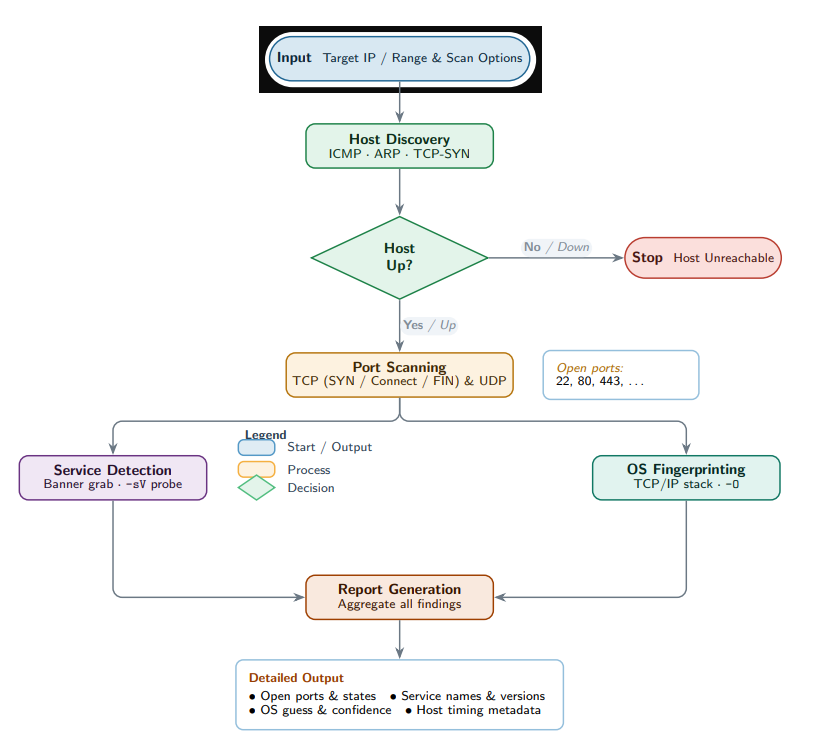 Input Target IP / Range & Scan Options
Host Discovery
ICMP · ARP · TCP-SYN
Host
Up?
No / Down
Stop Host Unreachable
Yes / Up
Port Scanning
TCP (SYN / Connect / FIN) & UDP
Open ports:
22, 80, 443, ...
Legend
Start / Output
Process
Decision
Service Detection
Banner grab · -sV probe
OS Fingerprinting
TCP/IP stack · -O
Report Generation
Aggregate all findings
Detailed Output
• Open ports & states • Service names & versions
• OS guess & confidence • Host timing metadata